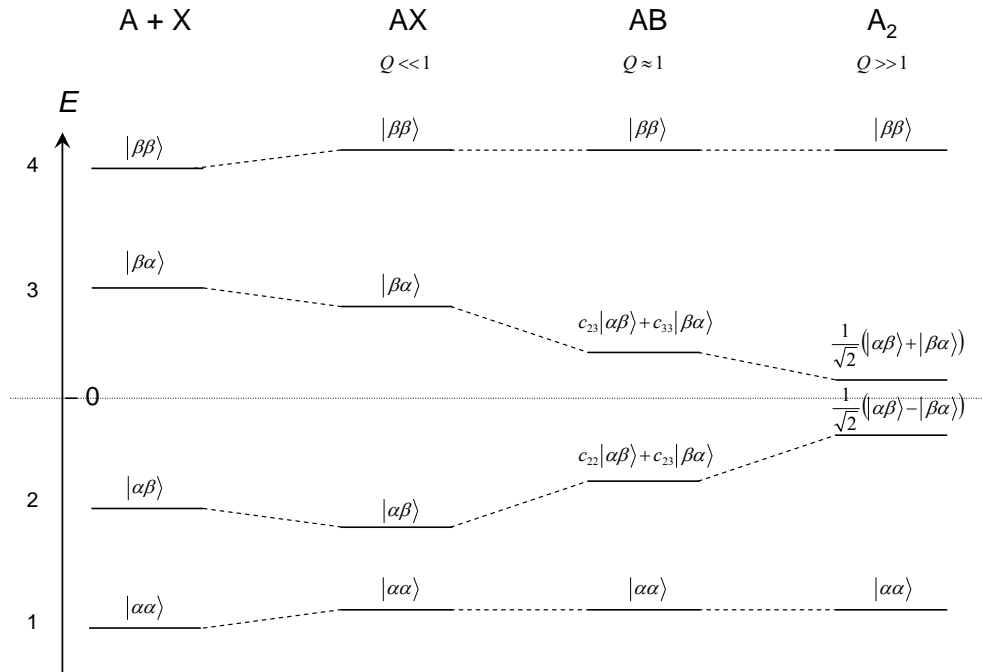 A + X AX AB A₂
Q << 1 Q ≈ 1 Q >> 1
E
|ββ⟩ |ββ⟩ |ββ⟩ |ββ⟩
4
|βα⟩ |βα⟩
3
c₂₃|αβ⟩ + c₃₃|βα⟩ 1/√2(|αβ⟩ + |βα⟩)
0
1/√2(|αβ⟩ − |βα⟩)
|αβ⟩ |αβ⟩ c₂₂|αβ⟩ + c₂₃|βα⟩
2
|αα⟩ |αα⟩ |αα⟩ |αα⟩
1